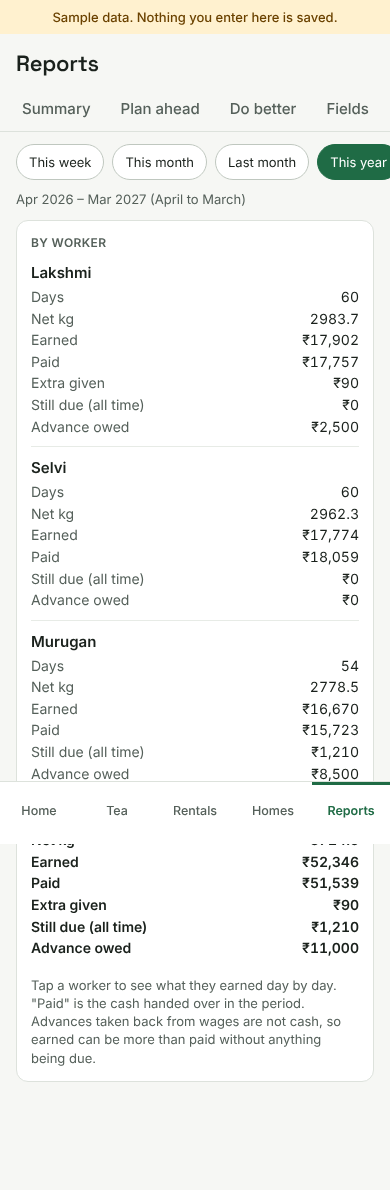 Sample data. Nothing you enter here is saved.
Reports
Summary Plan ahead Do better Fields
This week This month Last month This year
Apr 2026 – Mar 2027 (April to March)
BY WORKER
Lakshmi
Days 60
Net kg 2983.7
Earned ₹17,902
Paid ₹17,757
Extra given ₹90
Still due (all time) ₹0
Advance owed ₹2,500
Selvi
Days 60
Net kg 2962.3
Earned ₹17,774
Paid ₹18,059
Still due (all time) ₹0
Advance owed ₹0
Murugan
Days 54
Net kg 2778.5
Earned ₹16,670
Paid ₹15,723
Still due (all time) ₹1,210
Advance owed ₹8,500
Home Tea Rentals Homes Reports
Earned ₹52,346
Paid ₹51,539
Extra given ₹90
Still due (all time) ₹1,210
Advance owed ₹11,000
Tap a worker to see what they earned day by day.
"Paid" is the cash handed over in the period.
Advances taken back from wages are not cash, so
earned can be more than paid without anything
being due.